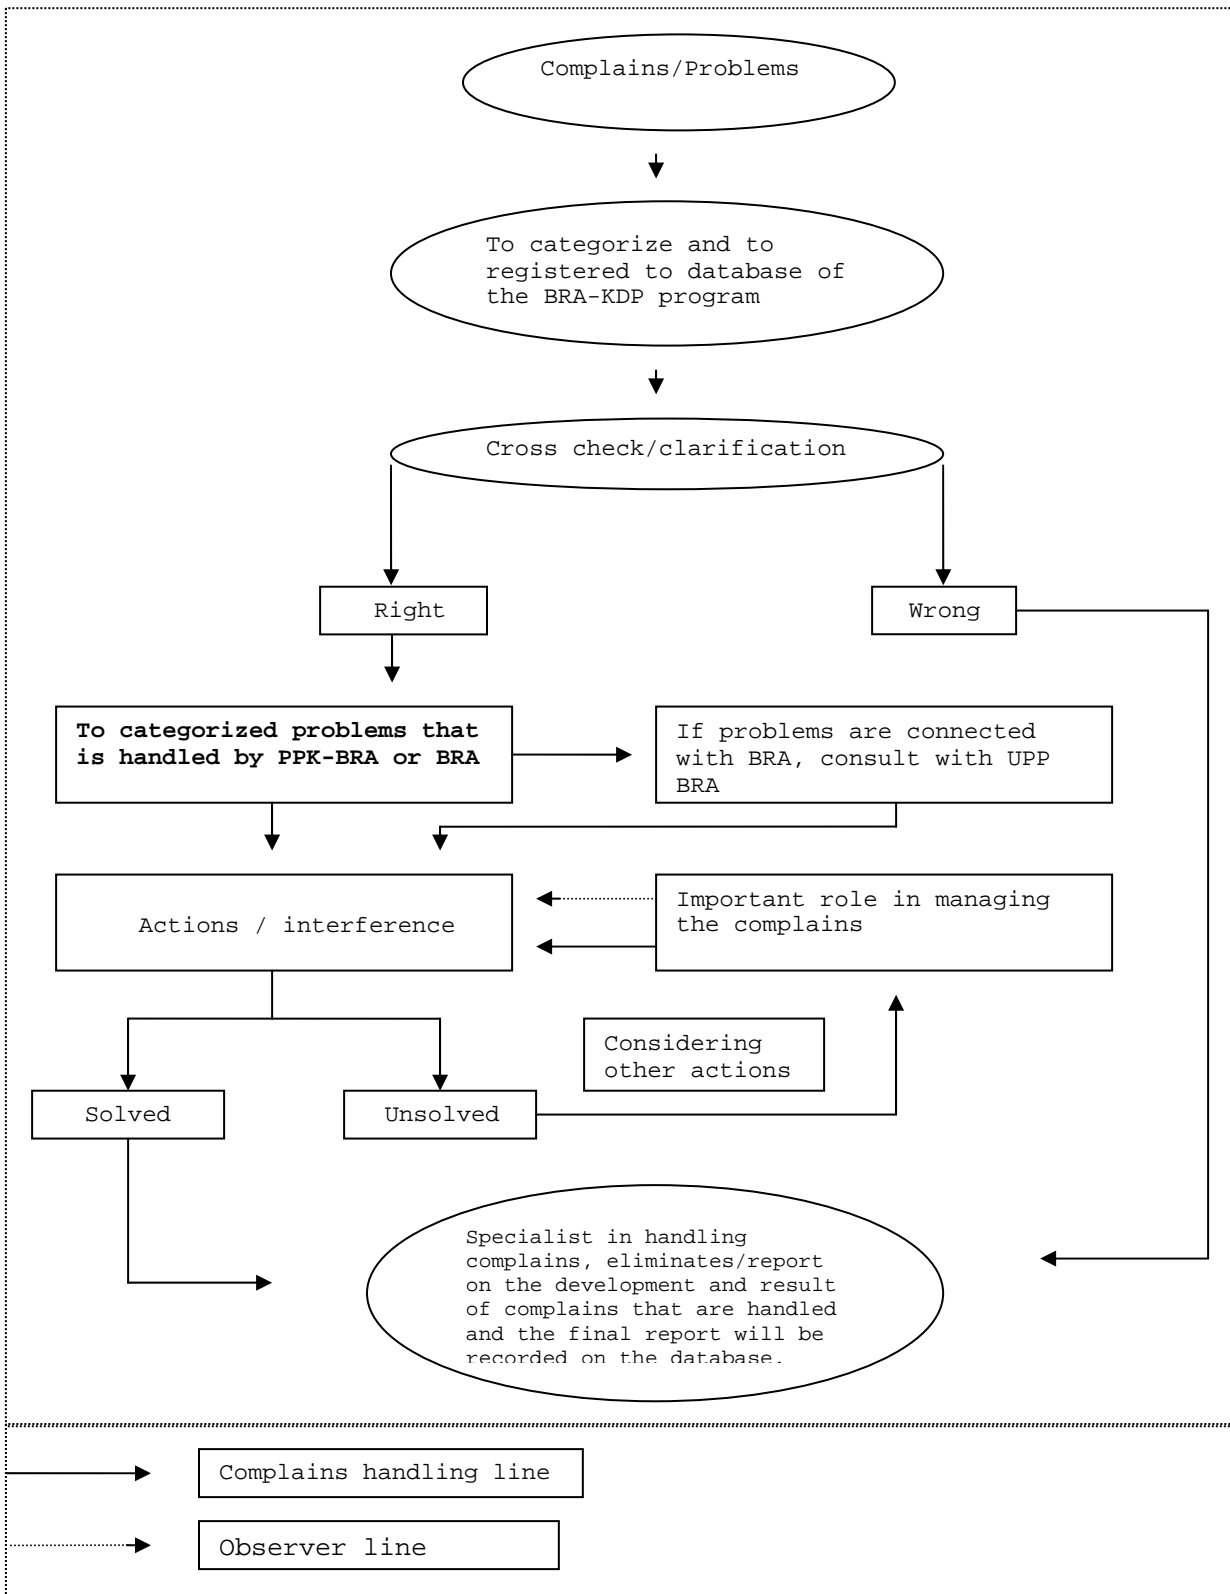 Complains/Problems
To categorize and to
registered to database of
the BRA-KDP program
Cross check/clarification
Right
Wrong
To categorized problems that
is handled by PPK-BRA or BRA
If problems are connected
with BRA, consult with UPP
BRA
Actions / interference
Important role in managing
the complains
Considering
other actions
Solved
Unsolved
Specialist in handling
complains, eliminates/report
on the development and result
of complains that are handled
and the final report will be
recorded on the database.
Complains handling line
Observer line